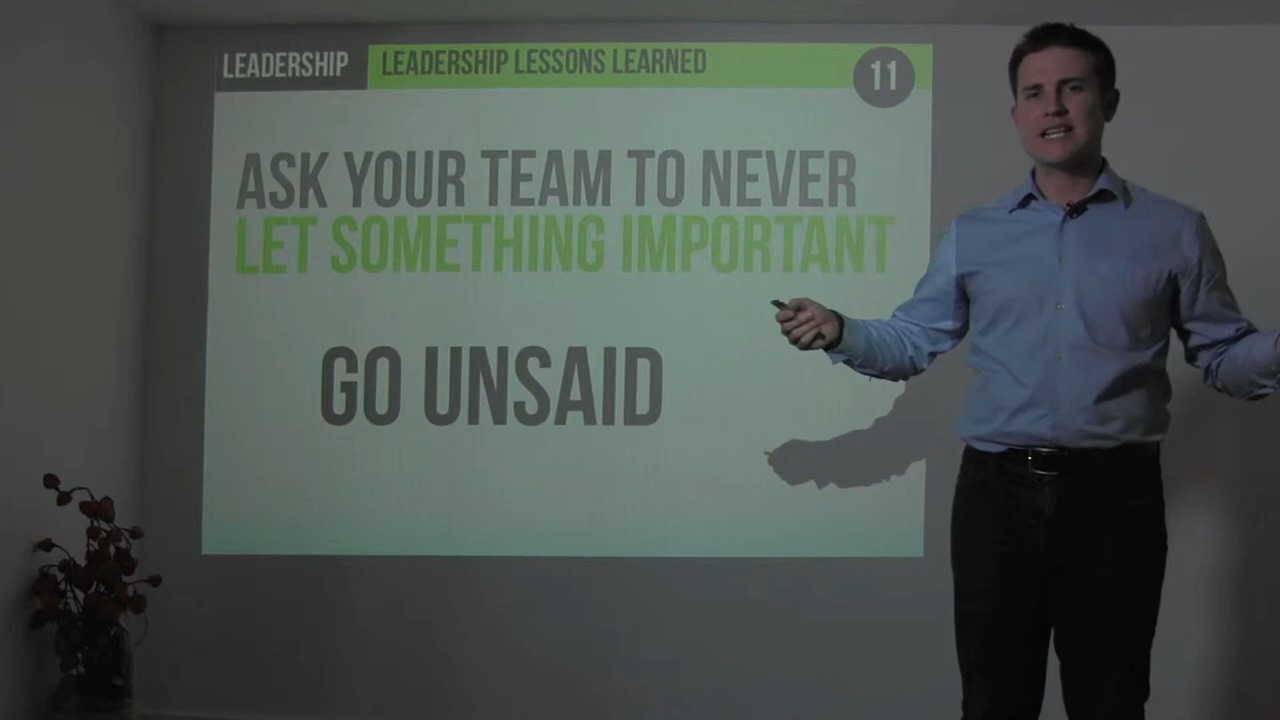 LEADERSHIP
LEADERSHIP LESSONS LEARNED
11
ASK YOUR TEAM TO NEVER
LET SOMETHING IMPORTANT
GO UNSAID